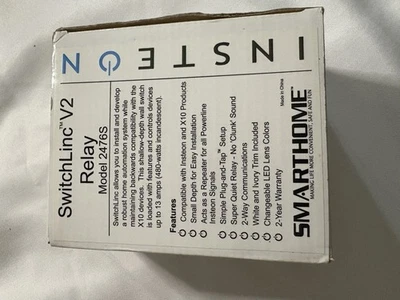 INSTEON
SwitchLinc™ V2
Relay
Model 2476S
SwitchLinc allows you to install and develop
a robust home automation system while
maintaining backwards compatibility with the
X10 devices. This shallow-depth wall switch
is loaded with features and controls devices
up to 13 amps (480-watts incandescent).
Features
Compatible with Insteon and X10 Products
Small Depth for Easy Installation
Acts as a Repeater for all Powerline
Insteon Signals
Simple Plug-and-Tap™ Setup
Super Quiet Relay - No 'Clunk' Sound
2-Way Communications
White and Ivory Trim Included
Changeable LED Lens Colors
2-Year Warranty
Made in China
SMARTHOME™
MAKING LIFE MORE CONVENIENT, SAFE AND FUN